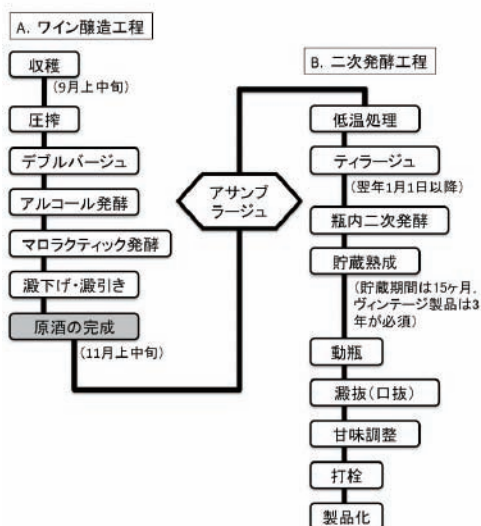 A. ワイン醸造工程
収穫
(9月上中旬)
圧搾
デブルバージュ
アルコール発酵
マロラクティック発酵
澱下げ・澱引き
原酒の完成
(11月上中旬)
アサンブ
ラージュ
B. 二次発酵工程
低温処理
ティラージュ
(翌年1月1日以降)
瓶内二次発酵
貯蔵熟成
(貯蔵期間は15ヶ月.
ヴィンテージ製品は3
年が必須)
動瓶
澱抜(口抜)
甘味調整
打栓
製品化